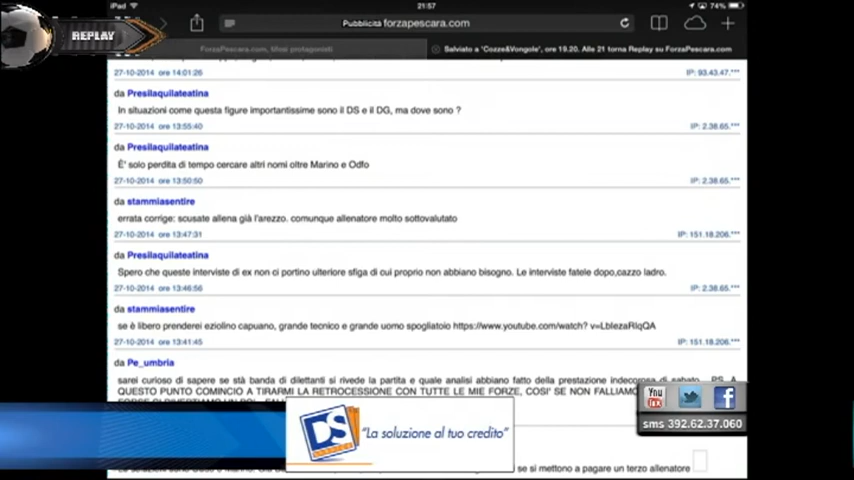 iPad
21:57
74%
REPLAY
Pubblicità forzapescara.com
ForzaPescara.com, tifosi protagonisti
Salviato a 'Cozze&Vongole', ore 19.20. Alle 21 torna Replay su ForzaPescara.com
27-10-2014 ore 14:01:26 IP: 93.43.47.***
da Presilaquilateatina
In situazioni come questa figure importantissime sono il DS e il DG, ma dove sono ?
27-10-2014 ore 13:55:40 IP: 2.38.65.***
da Presilaquilateatina
E' solo perdita di tempo cercare altri nomi oltre Marino e Odfo
27-10-2014 ore 13:50:50 IP: 2.38.65.***
da stammiasentire
errata corrige: scusate allena già l'arezzo. comunque allenatore molto sottovalutato
27-10-2014 ore 13:47:31 IP: 151.18.206.***
da Presilaquilateatina
Spero che queste interviste di ex non ci portino ulteriore sfiga di cui proprio non abbiano bisogno. Le interviste fatele dopo,cazzo ladro.
27-10-2014 ore 13:46:56 IP: 2.38.65.***
da stammiasentire
se è libero prenderei eziolino capuano, grande tecnico e grande uomo spogliatoio https://www.youtube.com/watch? v=LbIezaRlqQA
27-10-2014 ore 13:41:45 IP: 151.18.206.***
da Pe_umbria
sarei curioso di sapere se stà banda di dilettanti si rivede la partita e quale analisi abbiano fatto della prestazione indecorosa di sabato... PS. A
QUESTO PUNTO COMINCIO A TIRARMI LA RETROCESSIONE CON TUTTE LE MIE FORZE, COSI' SE NON FALLIAMO
You
DS
"La soluzione al tuo credito"
sms 392.62.37.060
se si mettono a pagare un terzo allenatore